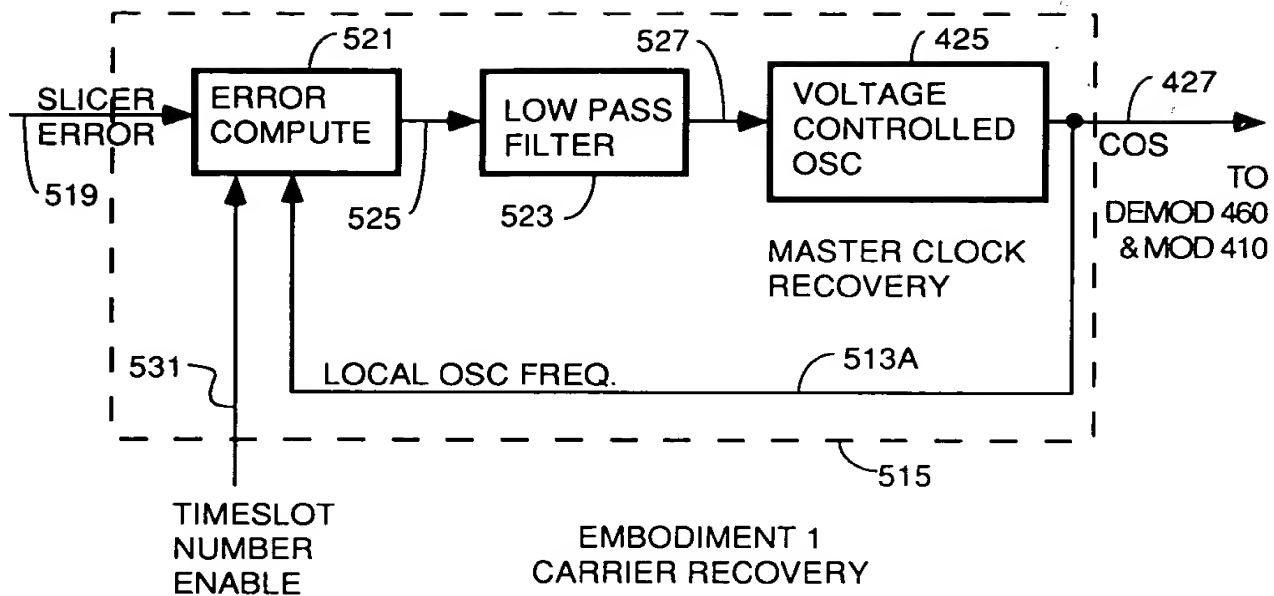 521
527
425
427
SLICER
ERROR
519
ERROR
COMPUTE
525
LOW PASS
FILTER
523
VOLTAGE
CONTROLLED
OSC
COS
TO
DEMOD 460
& MOD 410
MASTER CLOCK
RECOVERY
531
LOCAL OSC FREQ.
513A
515
TIMESLOT
NUMBER
ENABLE
EMBODIMENT 1
CARRIER RECOVERY